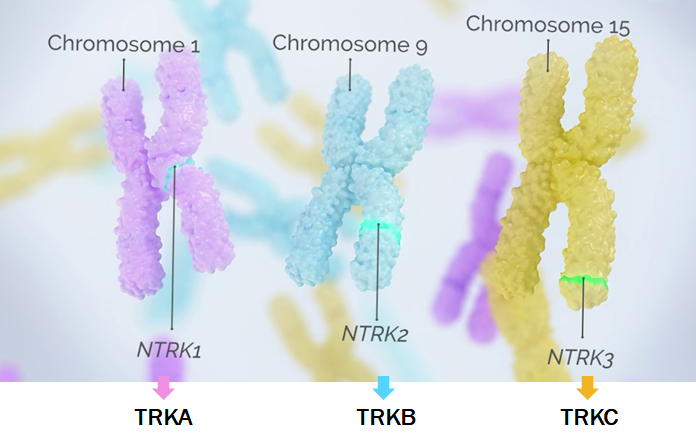 Chromosome 1
Chromosome 9
Chromosome 15
NTRK1
NTRK2
NTRK3
TRKA
TRKB
TRKC